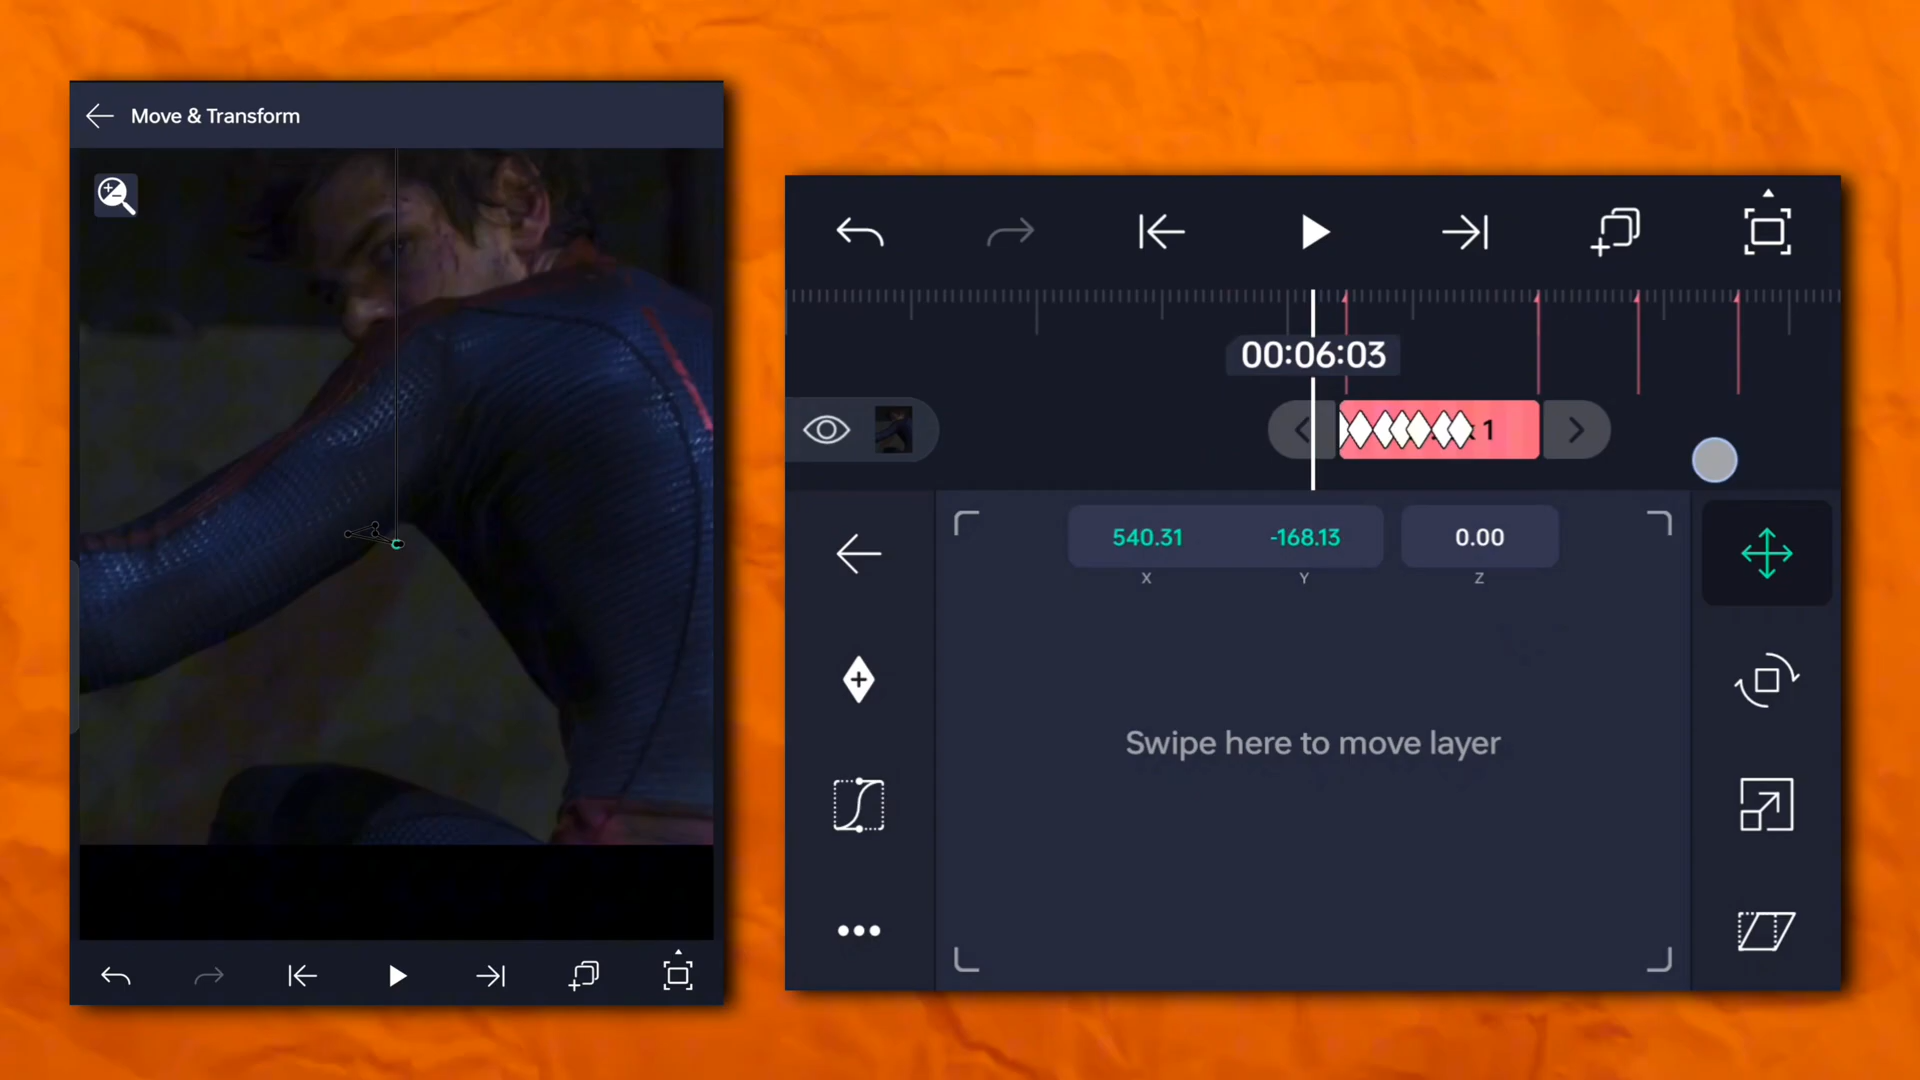 Move & Transform
00:06:03
1
540.31
-168.13
0.00
X
Y
Z
Swipe here to move layer